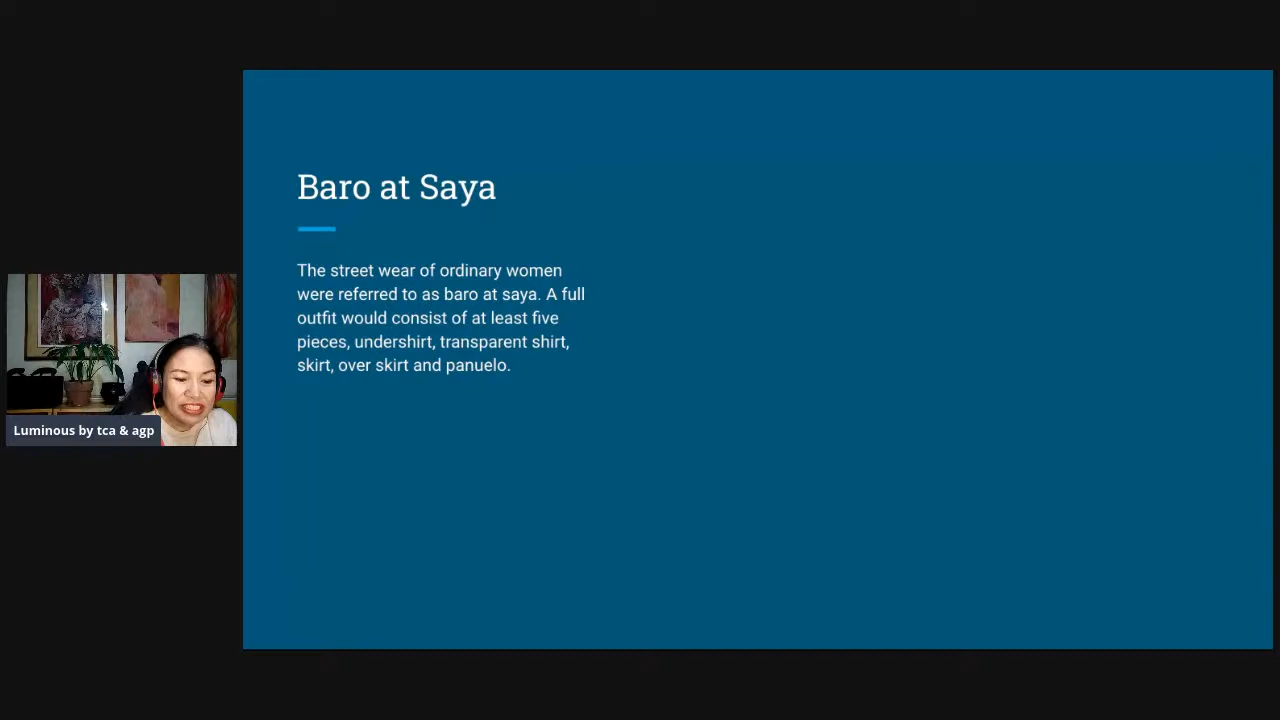 Baro at Saya
The street wear of ordinary women
were referred to as baro at saya. A full
outfit would consist of at least five
pieces, undershirt, transparent shirt,
skirt, over skirt and panuelo.
Luminous by tca & agp